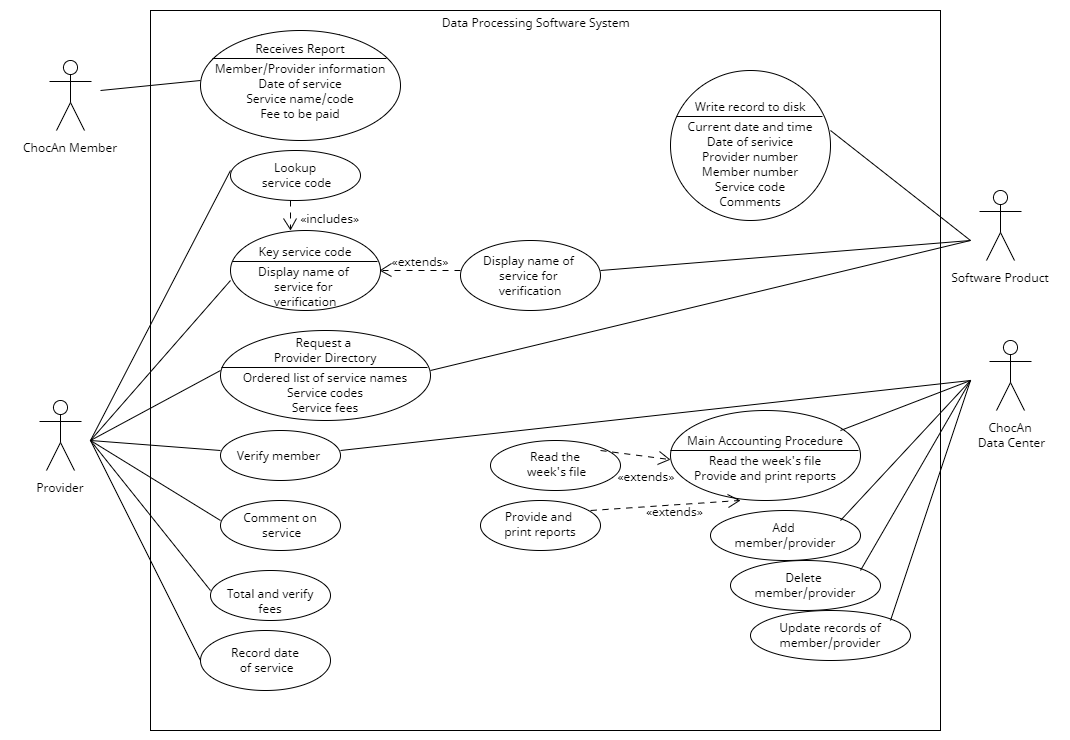 Data Processing Software System
Receives Report
Member/Provider information
Date of service
Service name/code
Fee to be paid
ChocAn Member
Write record to disk
Current date and time
Date of serivice
Provider number
Member number
Service code
Comments
Lookup
service code
«includes»
Key service code
Display name of
service for
verification
«extends»
Display name of
service for
verification
Software Product
Request a
Provider Directory
Ordered list of service names
Service codes
Service fees
ChocAn
Data Center
Provider
Verify member
Read the
week's file
«extends»
Main Accounting Procedure
Read the week's file
Provide and print reports
Provide and
print reports
«extends»
Comment on
service
Add
member/provider
Delete
member/provider
Total and verify
fees
Update records of
member/provider
Record date
of service